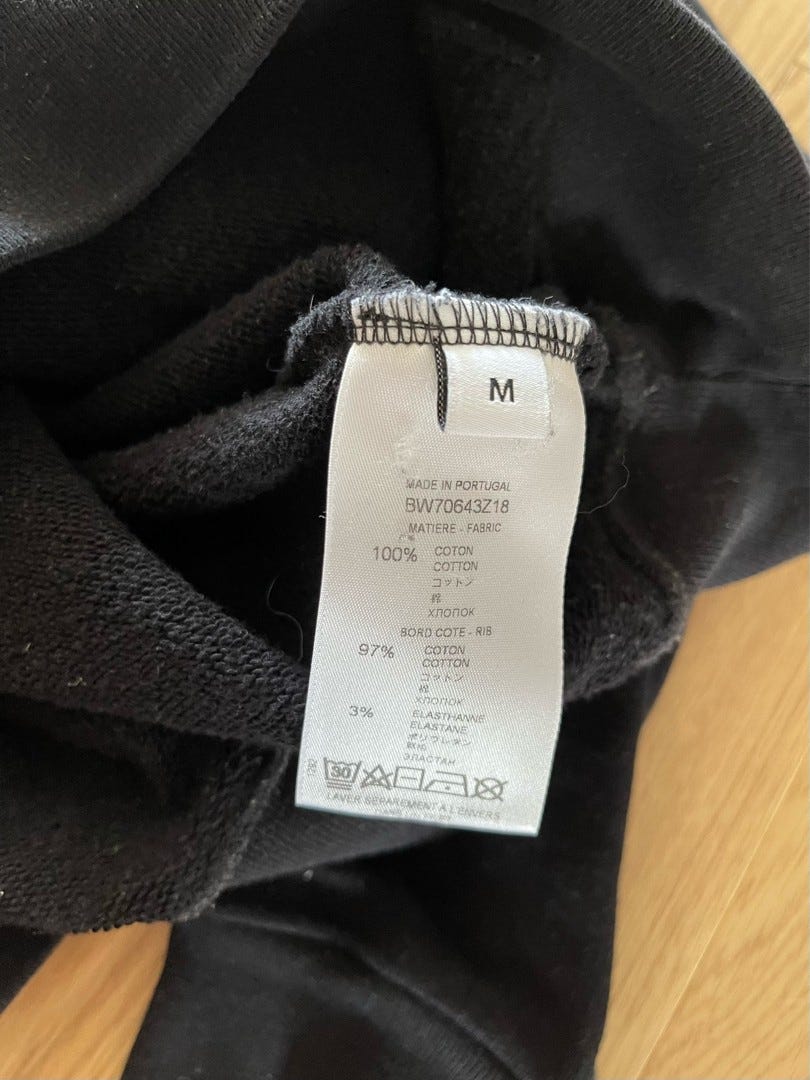 M
MADE IN PORTUGAL
BW70643Z18
MATIERE - FABRIC
100% COTON
COTTON
コットン
棉
ХЛОПОК
BORD COTE - RIB
97% COTON
COTTON
コットン
棉
ХЛОПОК
3% ELASTHANNE
ELASTANE
ポリウレタン
ЭЛАСТАН
1292
30
LAVER SEPAREMENT A L'ENVERS